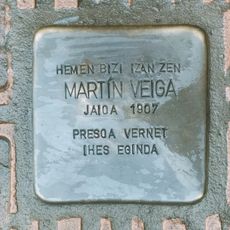 HEMEN BIZI IZAN ZEN
MARTÍN VEIGA
JAIOA 1907
PRESOA VERNET
IHES EGINDA